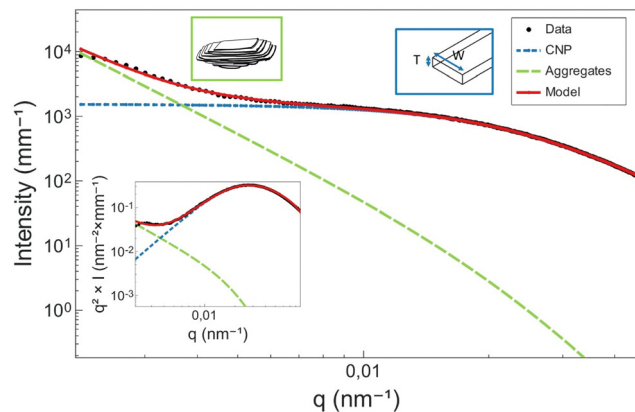 Data
CNP
Aggregates
Model
T
W
10⁴
10³
10²
10¹
10⁰
Intensity (mm⁻¹)
10⁻¹
10⁻²
10⁻³
q² × I (nm⁻²×mm⁻¹)
0,01
q (nm⁻¹)
0,01
q (nm⁻¹)